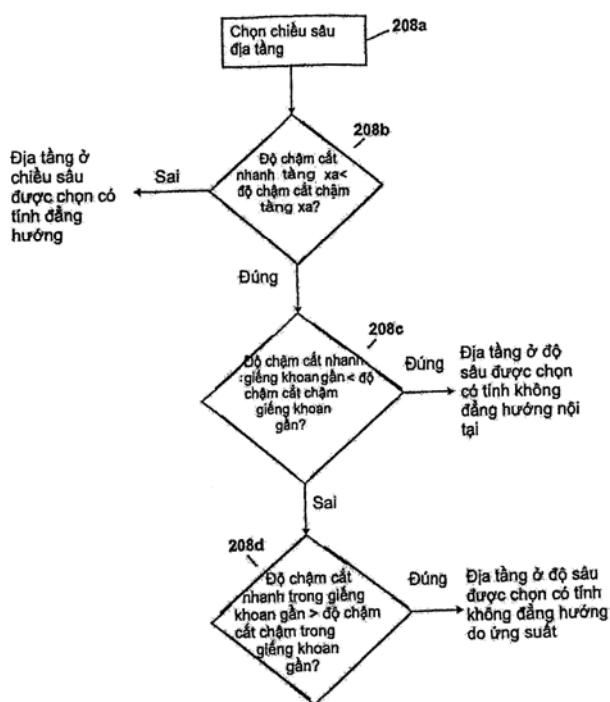 Chọn chiều sâu
địa tầng
208a
208b
Độ chậm cắt
nhanh tầng xa<
độ chậm cắt chậm
tầng xa?
Sai
Địa tầng ở
chiều sâu
được chọn có
tính đẳng
hướng
Đúng
208c
Độ chậm cắt nhanh
giếng khoan gần< độ
chậm cắt chậm
giếng khoan
gần?
Đúng
Địa tầng ở độ
sâu được chọn
có tính không
đẳng hướng nội
tại
Sai
208d
Độ chậm cắt
nhanh trong giếng
khoan gần > độ chậm
cắt chậm trong
giếng khoan
gần?
Đúng
Địa tầng ở độ sâu
được chọn có tính
không đẳng hướng
do ứng suất